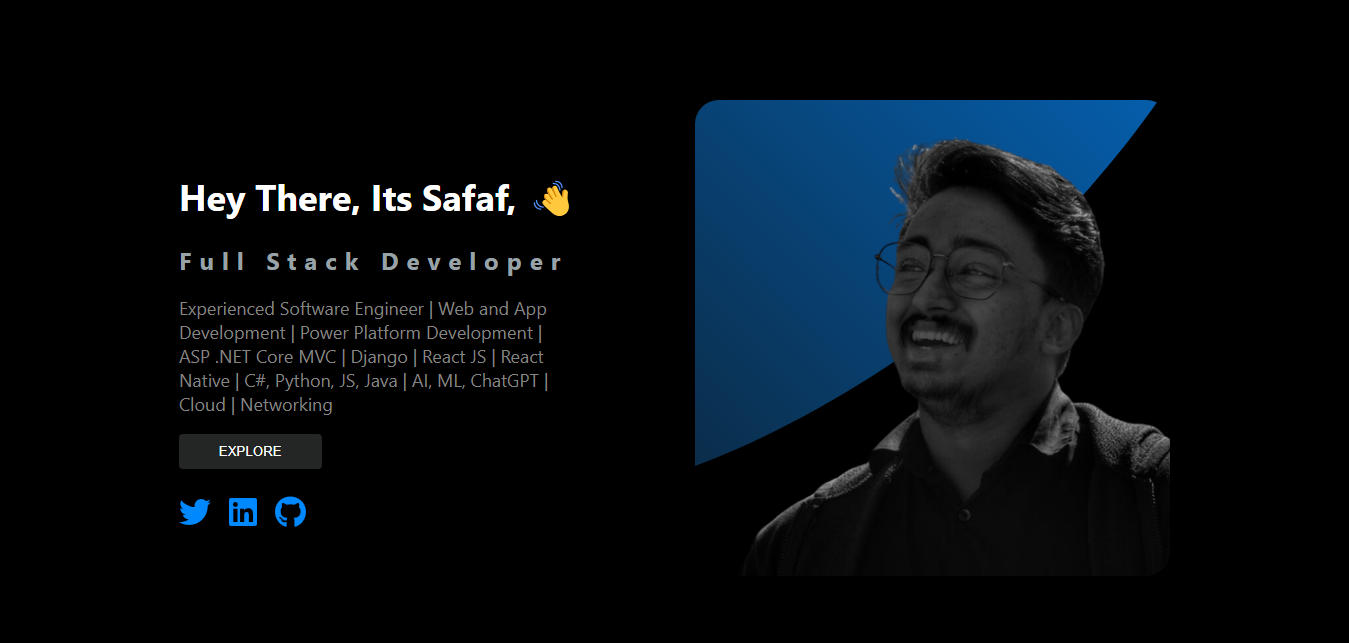 Hey There, Its Safaf, 👋
Full Stack Developer
Experienced Software Engineer | Web and App
Development | Power Platform Development |
ASP .NET Core MVC | Django | React JS | React
Native | C#, Python, JS, Java | AI, ML, ChatGPT |
Cloud | Networking
EXPLORE